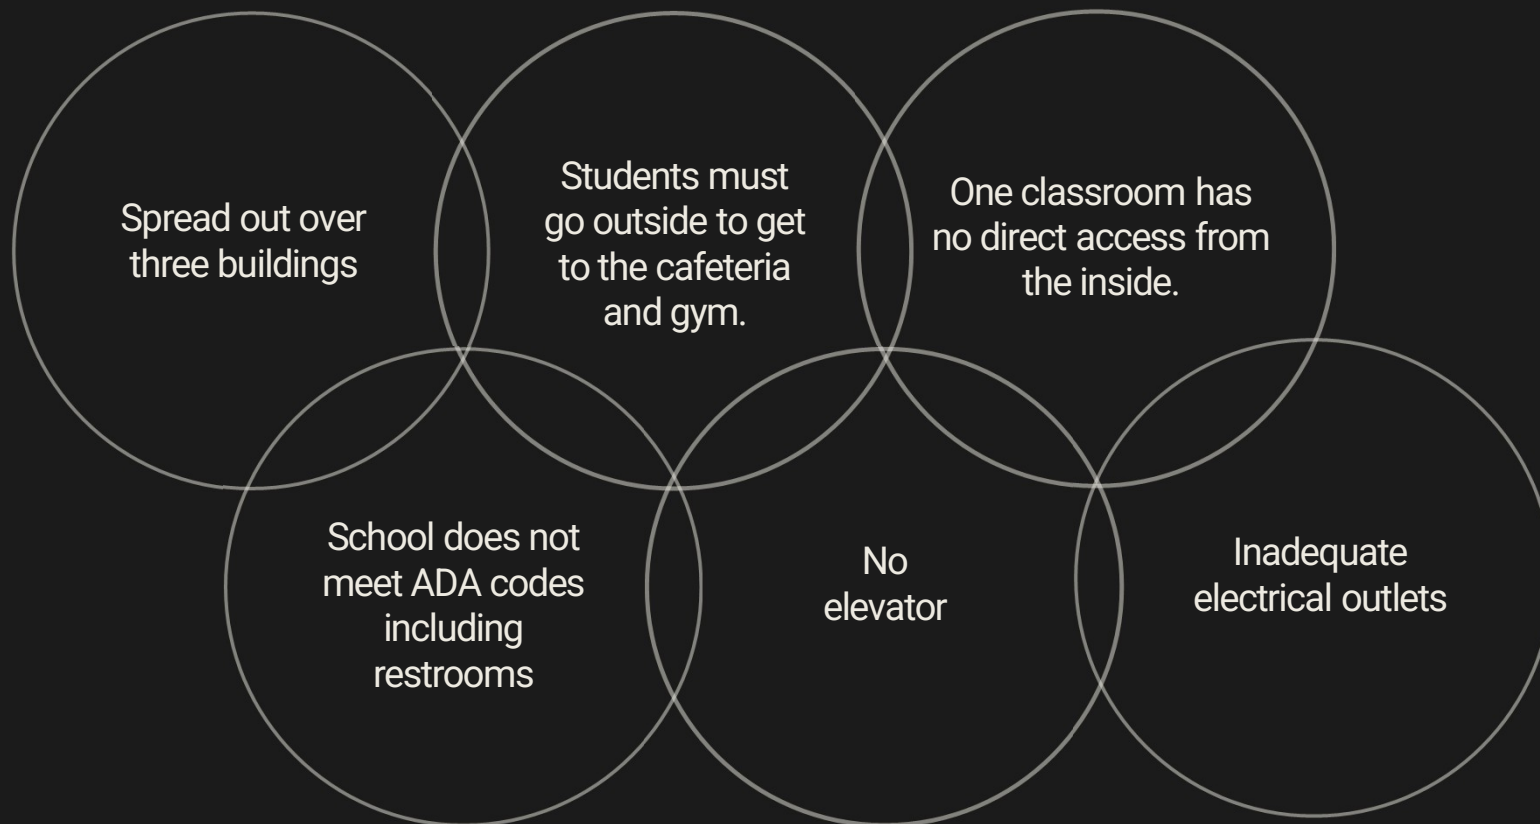 Spread out over
three buildings
Students must
go outside to get
to the cafeteria
and gym.
One classroom has
no direct access from
the inside.
School does not
meet ADA codes
including
restrooms
No
elevator
Inadequate
electrical outlets